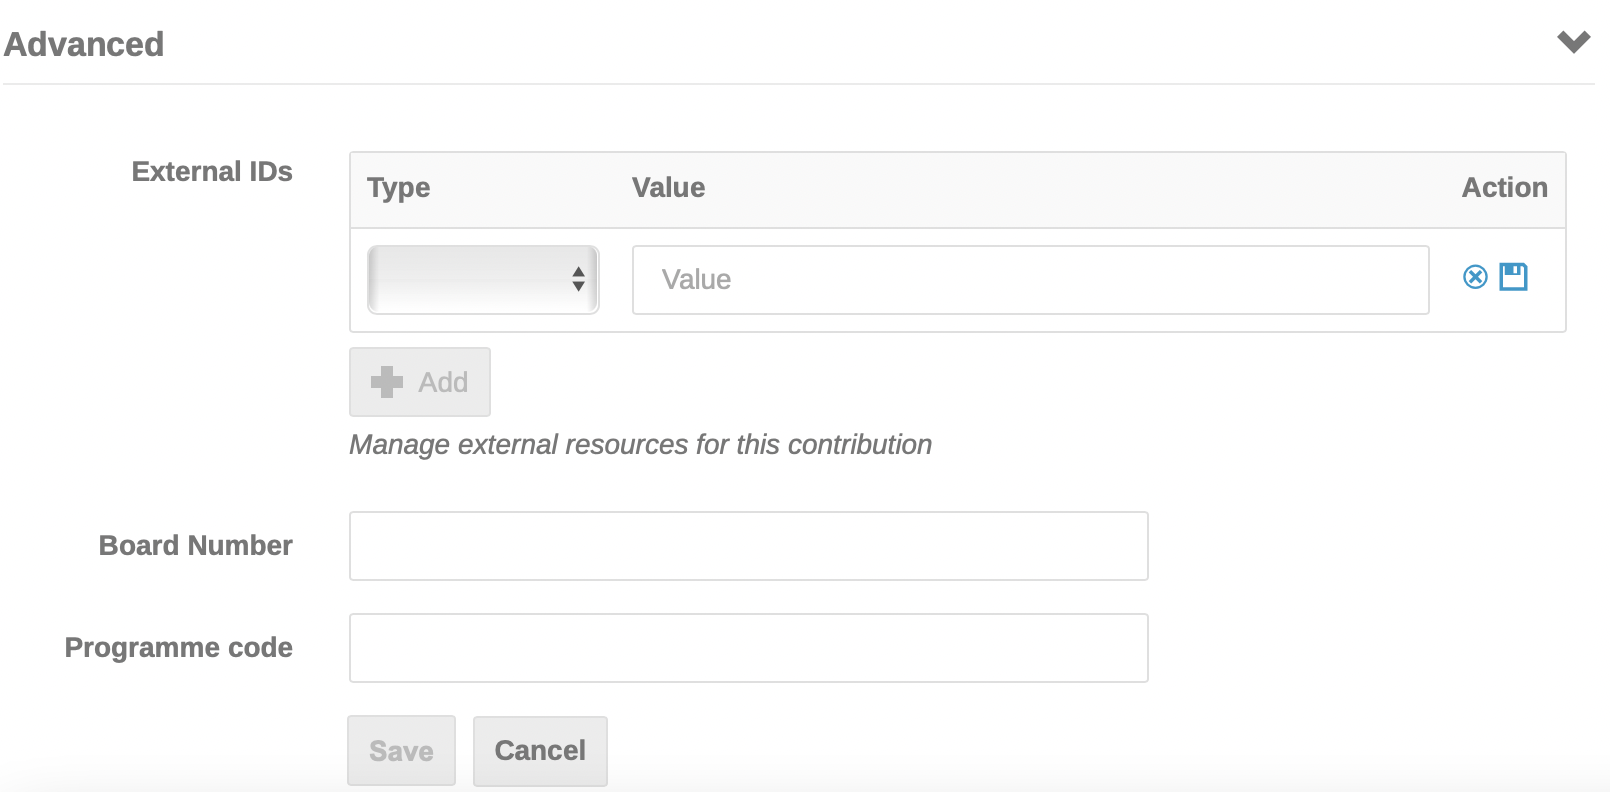 Advanced
External IDs
Type Value Action
Value
Add
Manage external resources for this contribution
Board Number
Programme code
Save Cancel